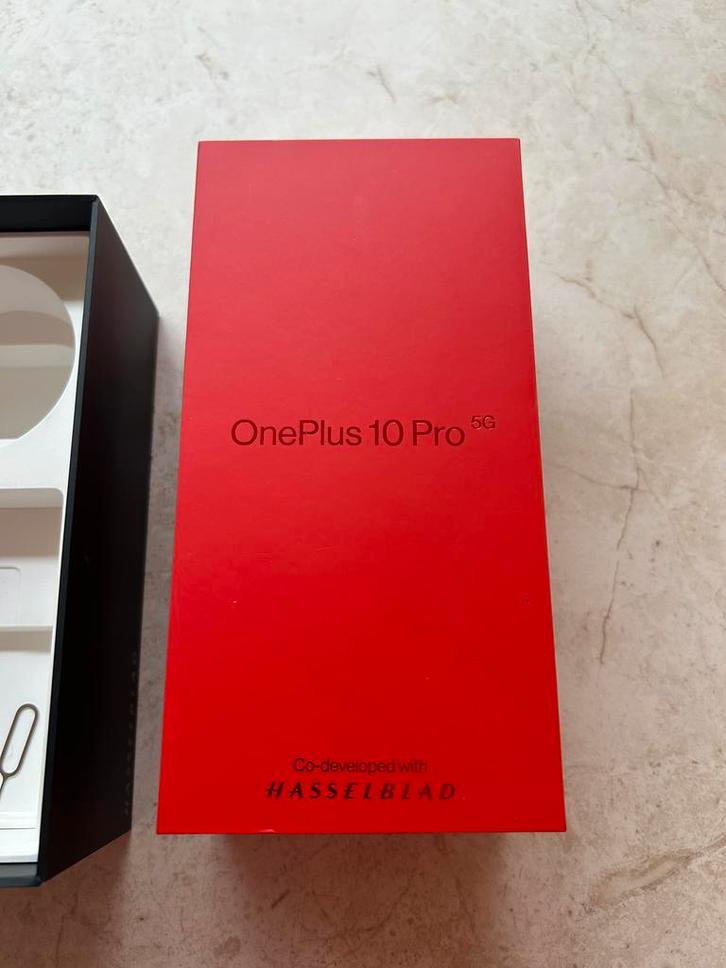 OnePlus 10 Pro 5G
Co-developed with
HASSELBLAD